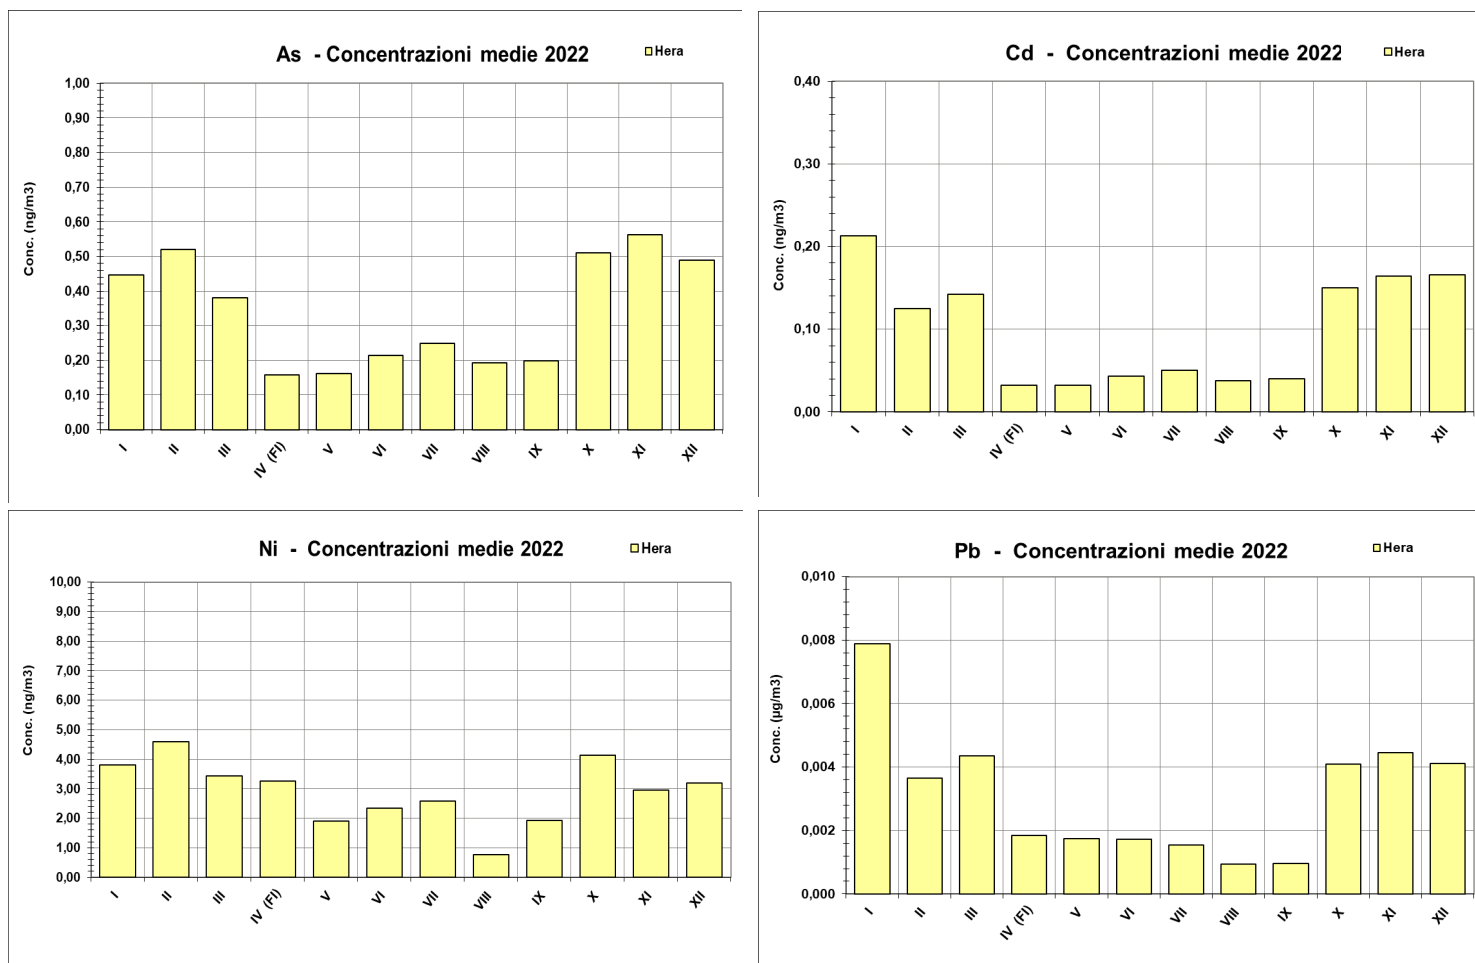 As - Concentrazioni medie 2022
Hera
Conc. (ng/m3)
1,00
0,90
0,80
0,70
0,60
0,50
0,40
0,30
0,20
0,10
0,00
I II III IV (FI) V VI VII VIII IX X XI XII
Cd - Concentrazioni medie 2022
Hera
Conc. (ng/m3)
0,40
0,30
0,20
0,10
0,00
I II III IV (FI) V VI VII VIII IX X XI XII
Ni - Concentrazioni medie 2022
Hera
Conc. (ng/m3)
10,00
9,00
8,00
7,00
6,00
5,00
4,00
3,00
2,00
1,00
0,00
I II III IV (FI) V VI VII VIII IX X XI XII
Pb - Concentrazioni medie 2022
Hera
Conc. (µg/m3)
0,010
0,008
0,006
0,004
0,002
0,000
I II III IV (FI) V VI VII VIII IX X XI XII